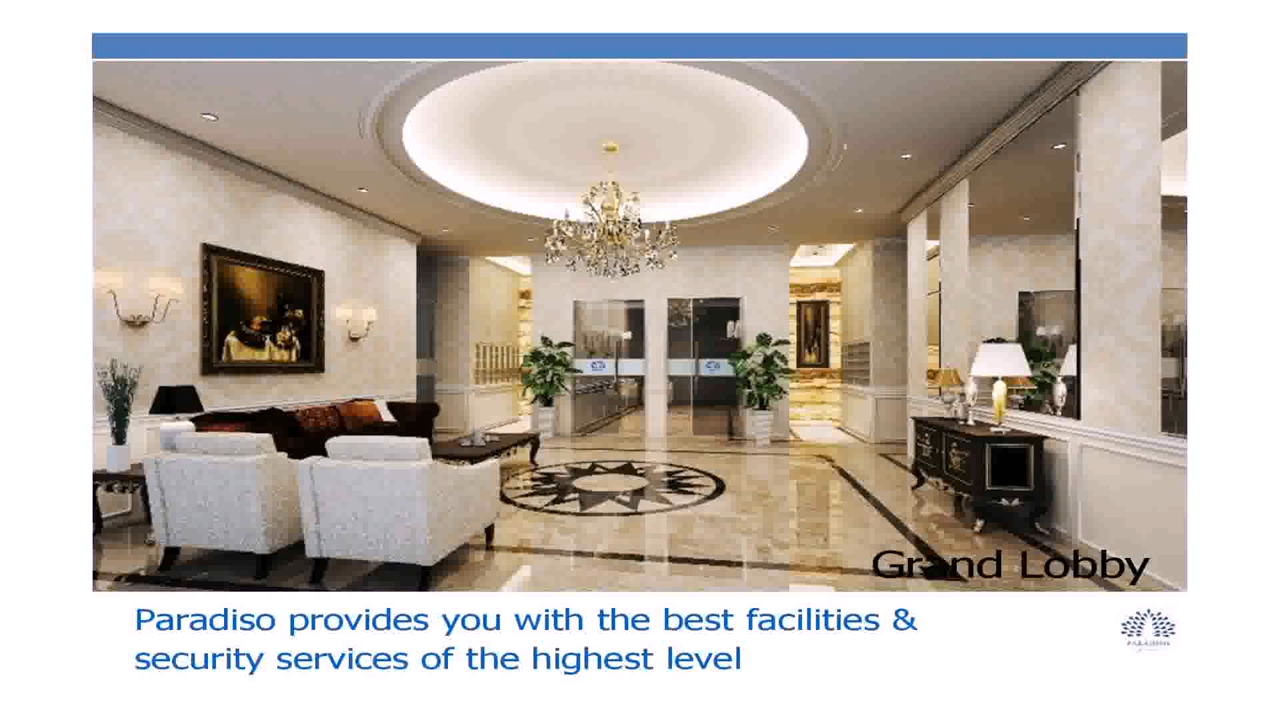 Grand Lobby
Paradiso provides you with the best facilities &
security services of the highest level